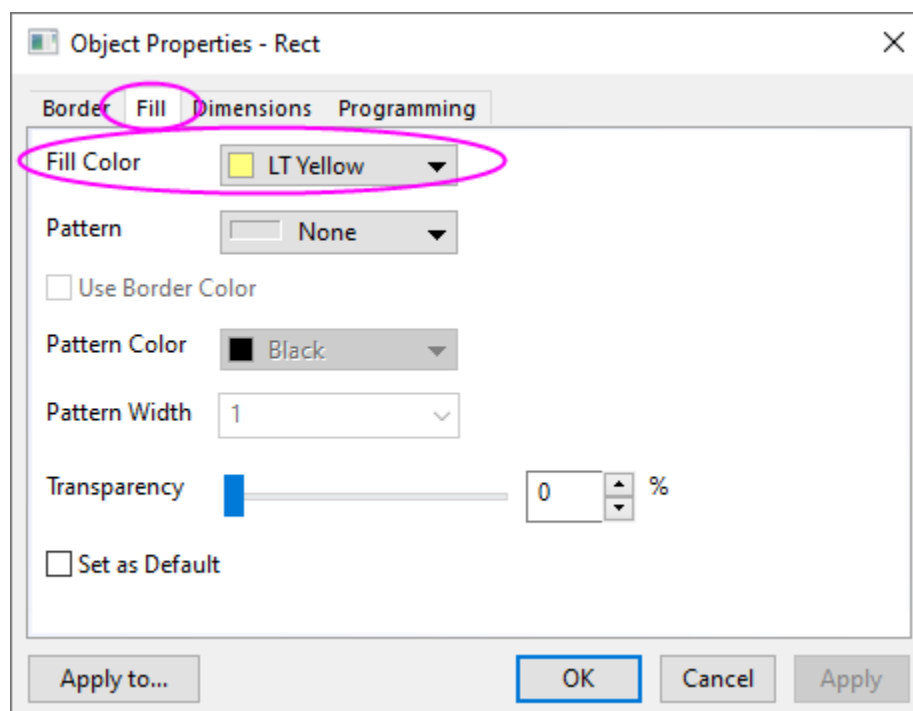 Object Properties - Rect
Border Fill Dimensions Programming
Fill Color LT Yellow
Pattern None
Use Border Color
Pattern Color Black
Pattern Width 1
Transparency 0 %
Set as Default
Apply to... OK Cancel Apply